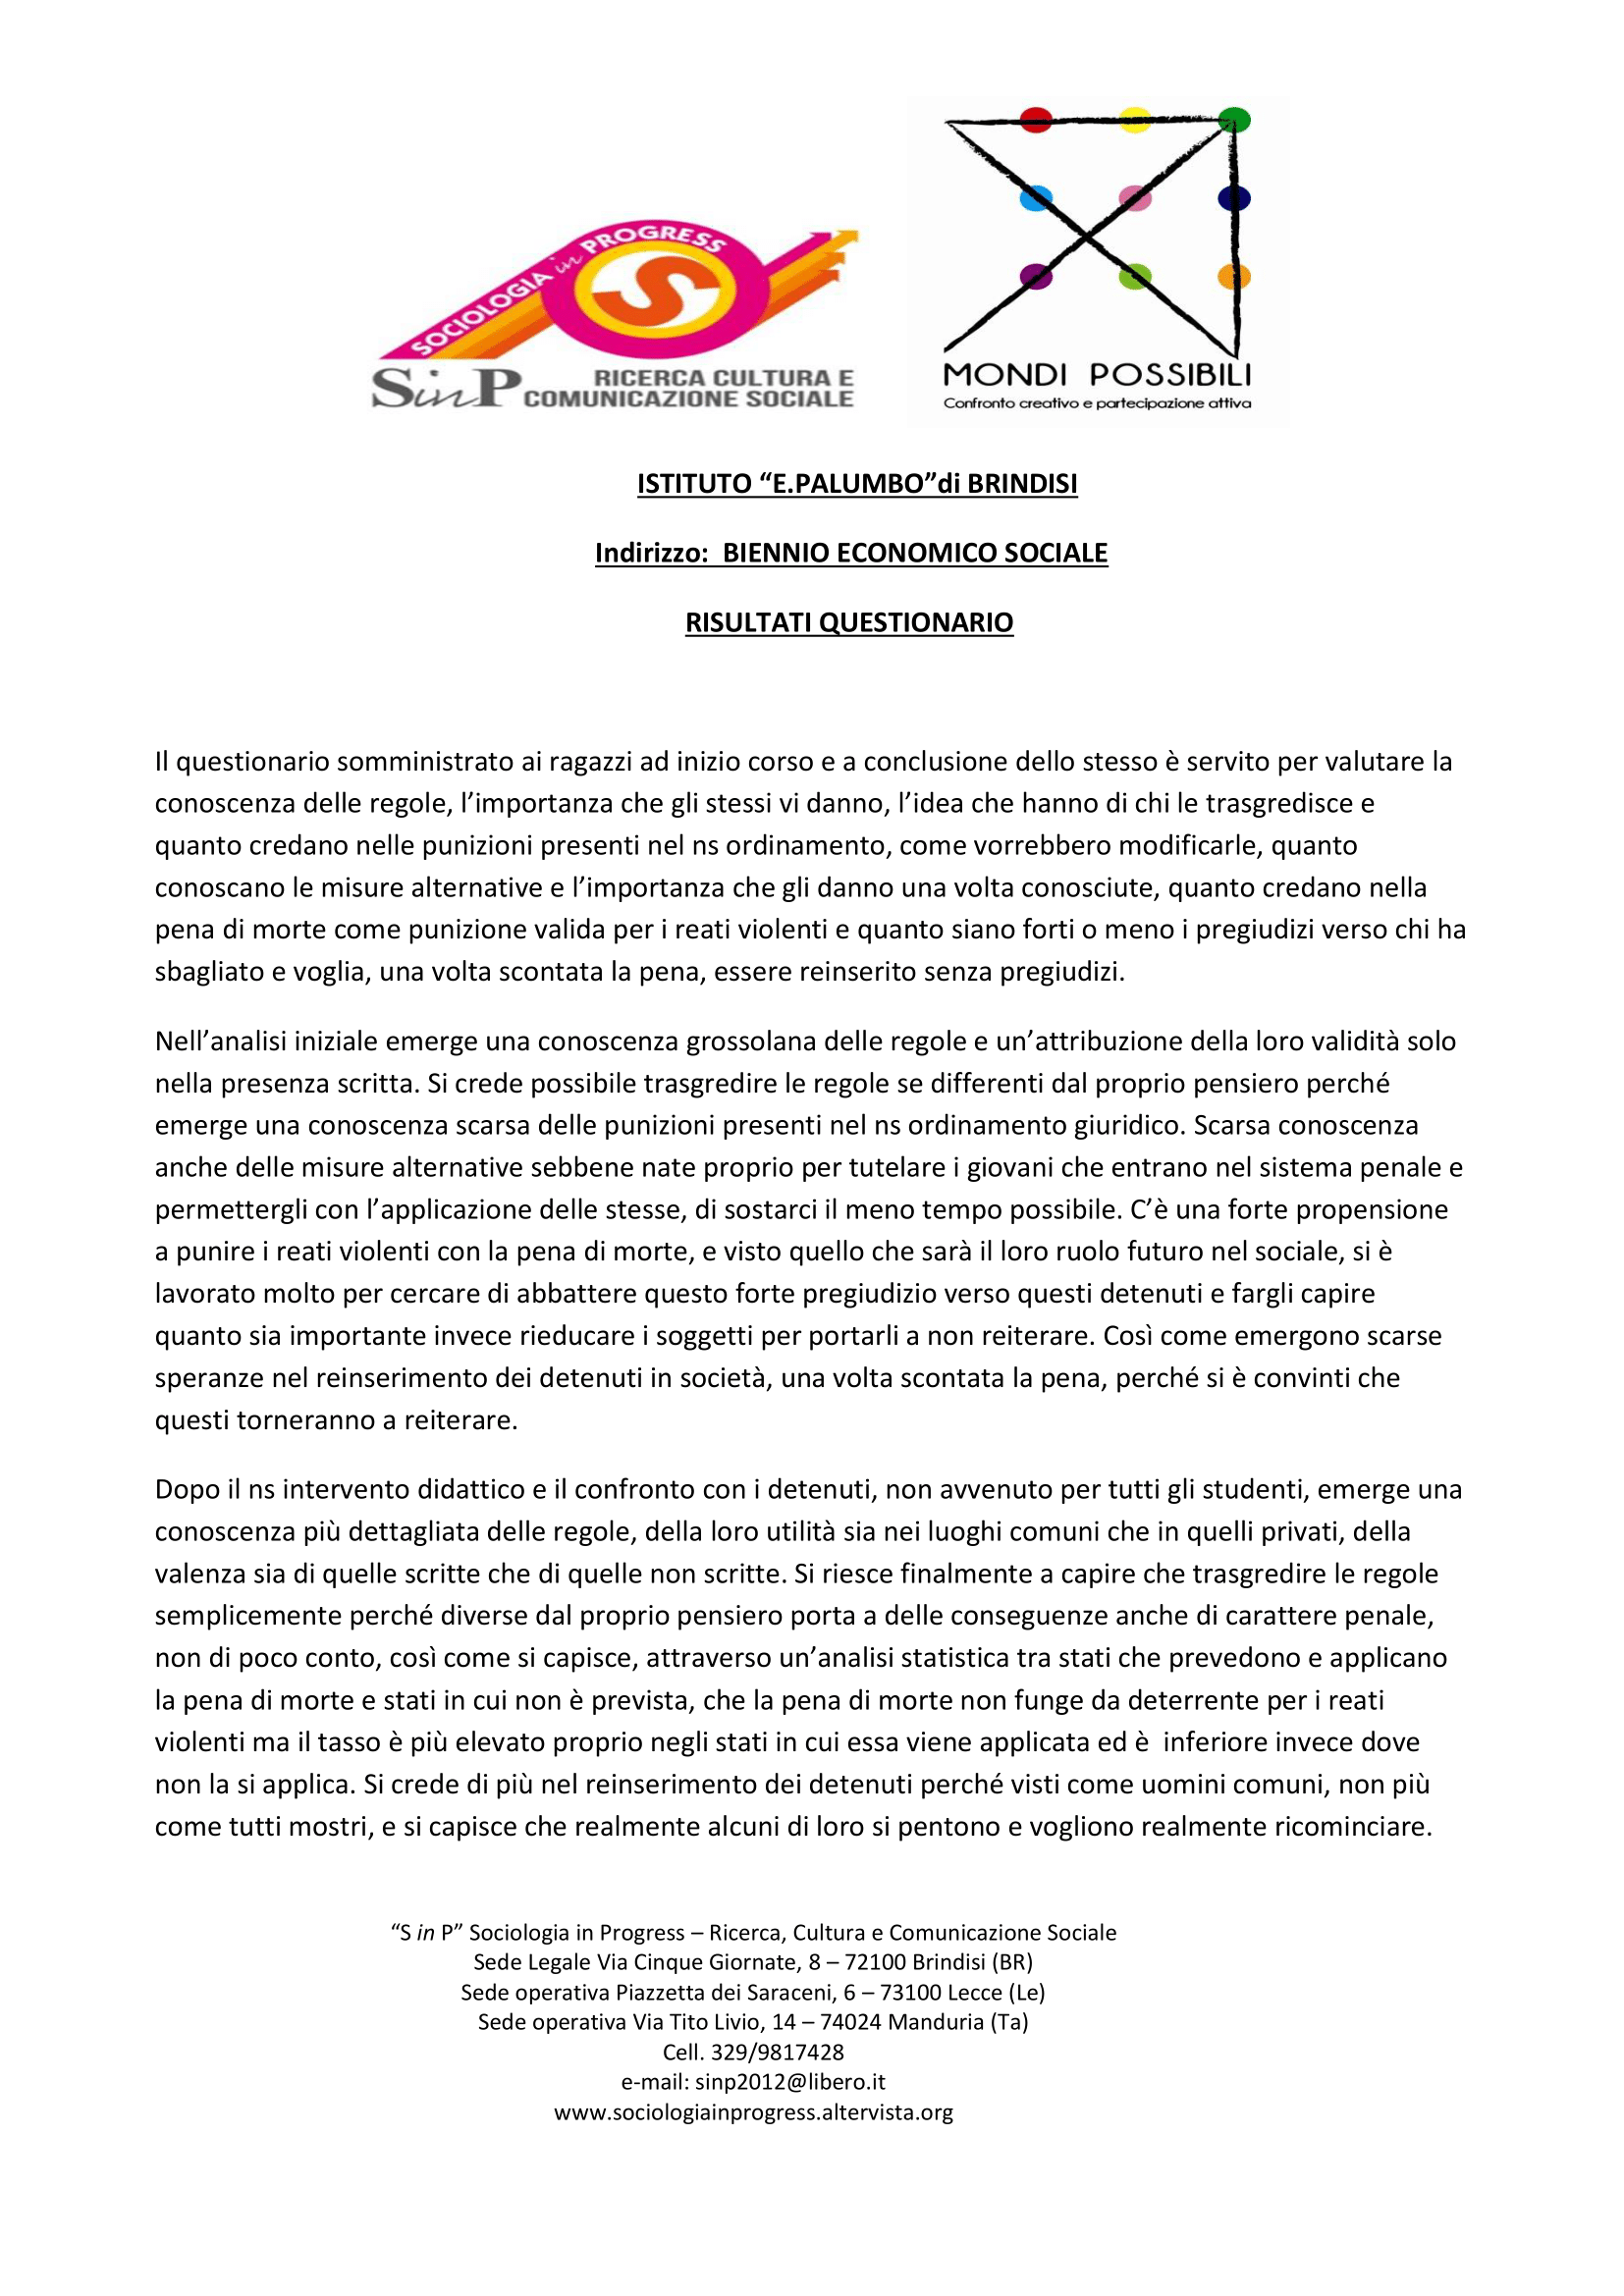 SOCIOLOGIA in PROGRESS
S
SinP RICERCA CULTURA E
COMUNICAZIONE SOCIALE
MONDI POSSIBILI
Confronto creativo e partecipazione attiva
ISTITUTO “E.PALUMBO”di BRINDISI
Indirizzo:  BIENNIO ECONOMICO SOCIALE
RISULTATI QUESTIONARIO
Il questionario somministrato ai ragazzi ad inizio corso e a conclusione dello stesso è servito per valutare la
conoscenza delle regole, l’importanza che gli stessi vi danno, l’idea che hanno di chi le trasgredisce e
quanto credano nelle punizioni presenti nel ns ordinamento, come vorrebbero modificarle, quanto
conoscano le misure alternative e l’importanza che gli danno una volta conosciute, quanto credano nella
pena di morte come punizione valida per i reati violenti e quanto siano forti o meno i pregiudizi verso chi ha
sbagliato e voglia, una volta scontata la pena, essere reinserito senza pregiudizi.
Nell’analisi iniziale emerge una conoscenza grossolana delle regole e un’attribuzione della loro validità solo
nella presenza scritta. Si crede possibile trasgredire le regole se differenti dal proprio pensiero perché
emerge una conoscenza scarsa delle punizioni presenti nel ns ordinamento giuridico. Scarsa conoscenza
anche delle misure alternative sebbene nate proprio per tutelare i giovani che entrano nel sistema penale e
permettergli con l’applicazione delle stesse, di sostarci il meno tempo possibile. C’è una forte propensione
a punire i reati violenti con la pena di morte, e visto quello che sarà il loro ruolo futuro nel sociale, si è
lavorato molto per cercare di abbattere questo forte pregiudizio verso questi detenuti e fargli capire
quanto sia importante invece rieducare i soggetti per portarli a non reiterare. Così come emergono scarse
speranze nel reinserimento dei detenuti in società, una volta scontata la pena, perché si è convinti che
questi torneranno a reiterare.
Dopo il ns intervento didattico e il confronto con i detenuti, non avvenuto per tutti gli studenti, emerge una
conoscenza più dettagliata delle regole, della loro utilità sia nei luoghi comuni che in quelli privati, della
valenza sia di quelle scritte che di quelle non scritte. Si riesce finalmente a capire che trasgredire le regole
semplicemente perché diverse dal proprio pensiero porta a delle conseguenze anche di carattere penale,
non di poco conto, così come si capisce, attraverso un’analisi statistica tra stati che prevedono e applicano
la pena di morte e stati in cui non è prevista, che la pena di morte non funge da deterrente per i reati
violenti ma il tasso è più elevato proprio negli stati in cui essa viene applicata ed è  inferiore invece dove
non la si applica. Si crede di più nel reinserimento dei detenuti perché visti come uomini comuni, non più
come tutti mostri, e si capisce che realmente alcuni di loro si pentono e vogliono realmente ricominciare.
“S in P” Sociologia in Progress – Ricerca, Cultura e Comunicazione Sociale
Sede Legale Via Cinque Giornate, 8 – 72100 Brindisi (BR)
Sede operativa Piazzetta dei Saraceni, 6 – 73100 Lecce (Le)
Sede operativa Via Tito Livio, 14 – 74024 Manduria (Ta)
Cell. 329/9817428
e-mail: sinp2012@libero.it
www.sociologiainprogress.altervista.org